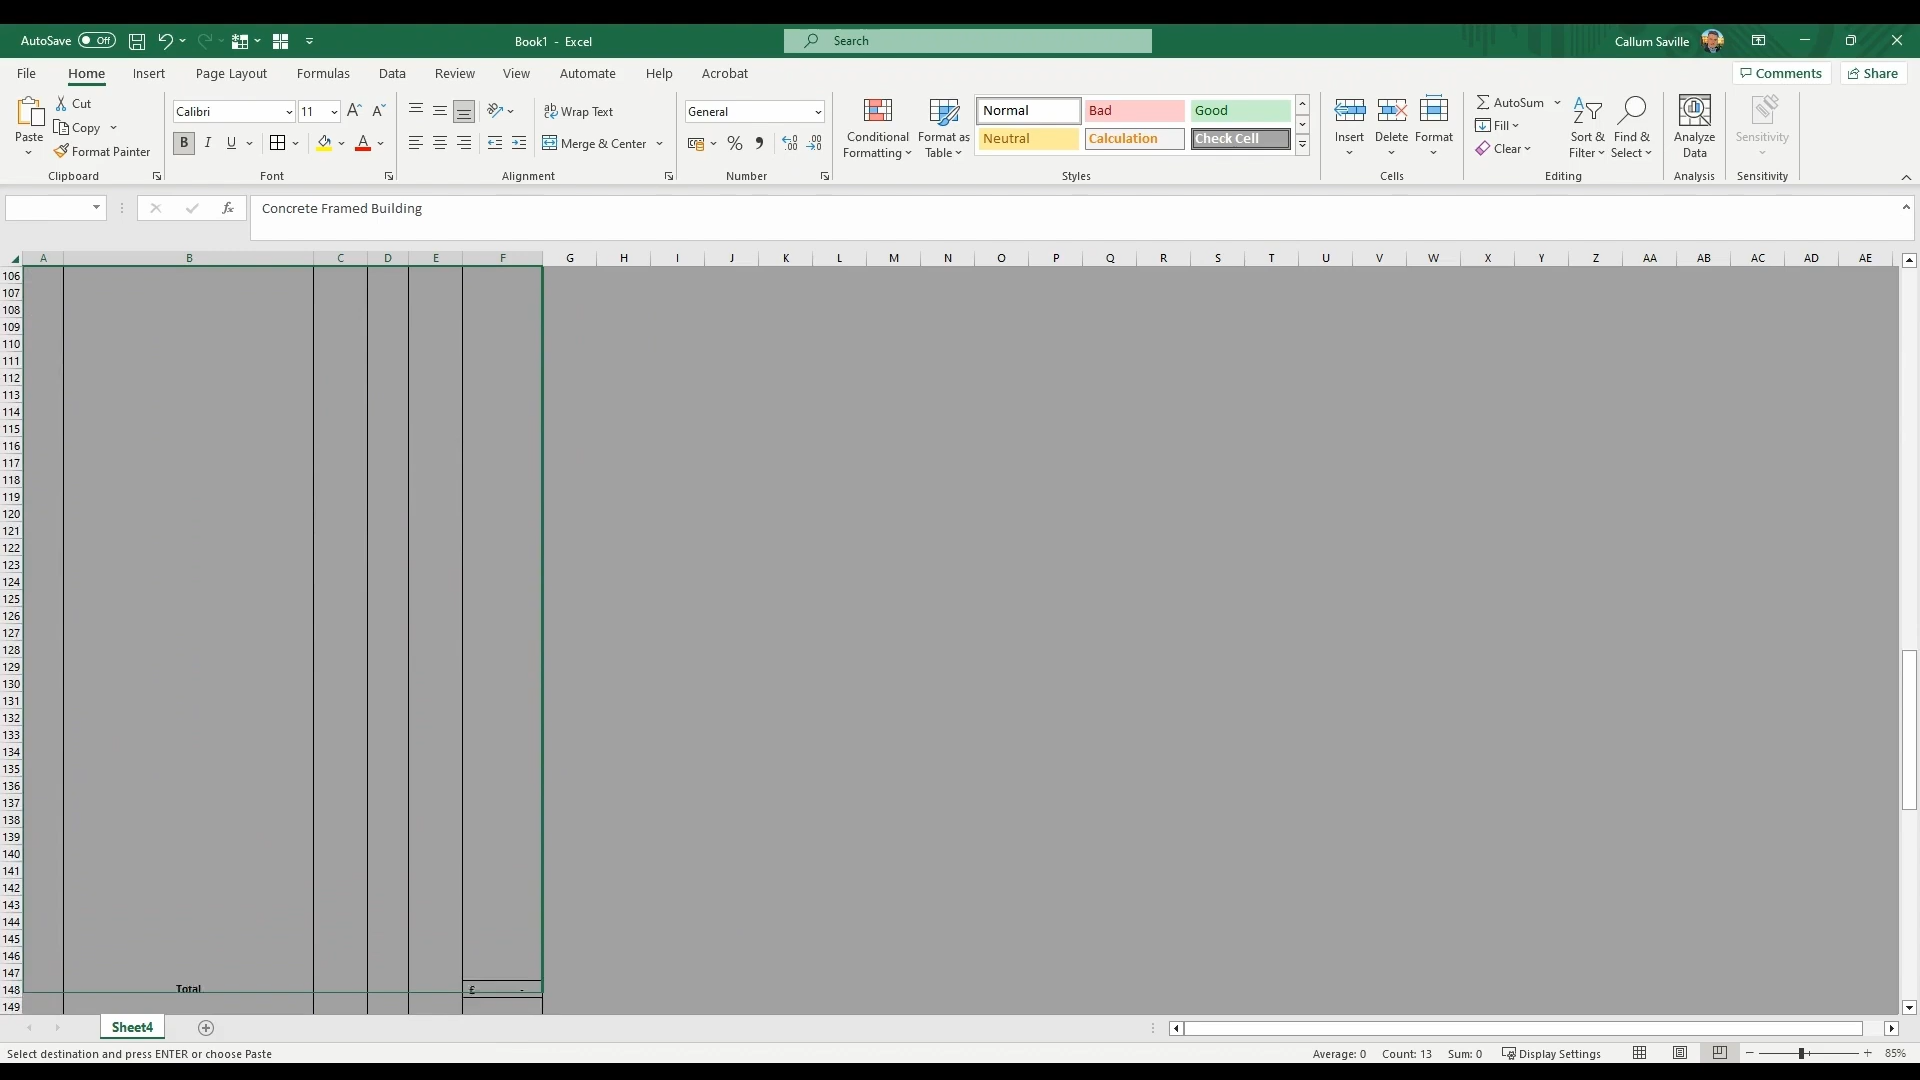 AutoSave Off Book1 - Excel Search Callum Saville
File Home Insert Page Layout Formulas Data Review View Automate Help Acrobat Comments Share
Paste Cut Copy Format Painter Clipboard
Calibri 11 A A B I U A Font
Wrap Text Merge & Center Alignment
General % Number
Conditional Formatting Format as Table Normal Bad Good Neutral Calculation Check Cell Styles
Insert Delete Format Cells
AutoSum Fill Clear Sort & Filter Find & Select Editing
Analyze Data Analysis
Sensitivity Sensitivity
fx Concrete Framed Building
A B C D E F G H I J K L M N O P Q R S T U V W X Y Z AA AB AC AD AE
106
107
108
109
110
111
112
113
114
115
116
117
118
119
120
121
122
123
124
125
126
127
128
129
130
131
132
133
134
135
136
137
138
139
140
141
142
143
144
145
146
147
148 Total £ -
149
Sheet4
Select destination and press ENTER or choose Paste Average: 0 Count: 13 Sum: 0 Display Settings 85%